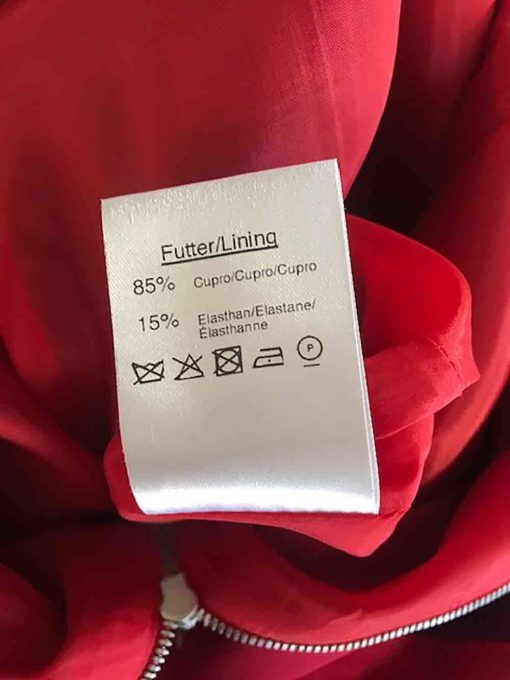 Futter/Lining
85% Cupro/Cupro/Cupro
15% Elasthan/Elastane/
Élasthanne
P